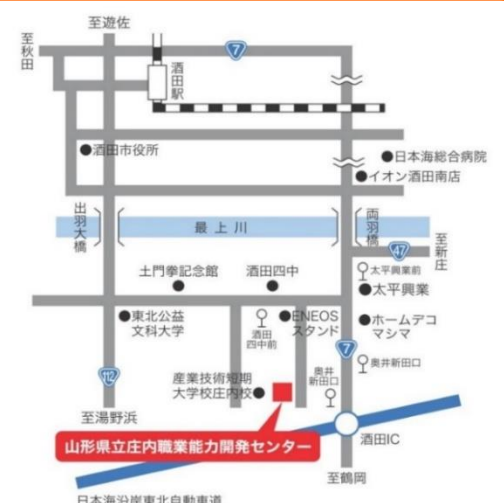 至遊佐
至秋田
7
酒田駅
酒田市役所
日本海総合病院
イオン酒田南店
出羽大橋
最上川
両羽橋
至新庄
47
土門拳記念館
酒田四中
太平興業前
太平興業
東北公益
文科大学
酒田
四中前
ENEOS
スタンド
ホームデコ
マシマ
7
奥井新田口
奥井
新田口
112
産業技術短期
大学校庄内校
至湯野浜
山形県立庄内職業能力開発センター
酒田IC
至鶴岡
日本海沿岸東北自動車道